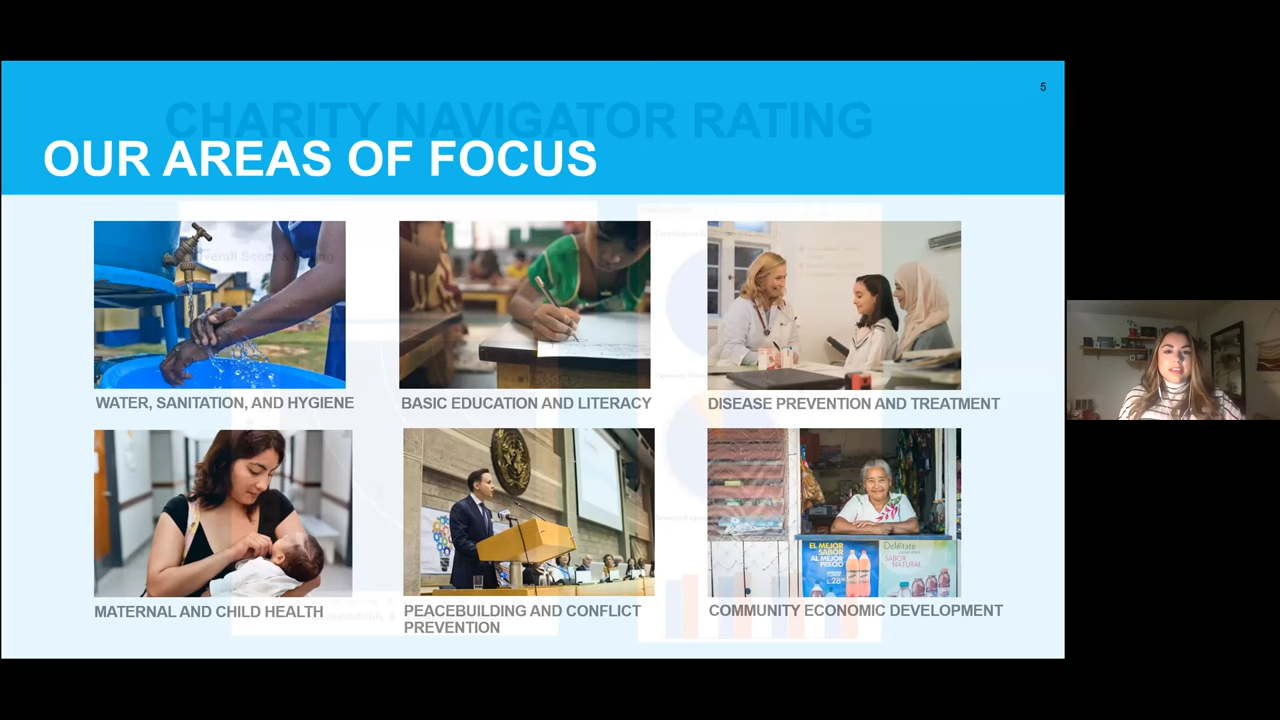 5
CHARITY NAVIGATOR RATING
OUR AREAS OF FOCUS
WATER, SANITATION, AND HYGIENE
BASIC EDUCATION AND LITERACY
DISEASE PREVENTION AND TREATMENT
EL MEJOR
SABOR
AL MEJOR
PRECIO
Deléitate
SABOR
NATURAL
MATERNAL AND CHILD HEALTH
PEACEBUILDING AND CONFLICT
PREVENTION
COMMUNITY ECONOMIC DEVELOPMENT